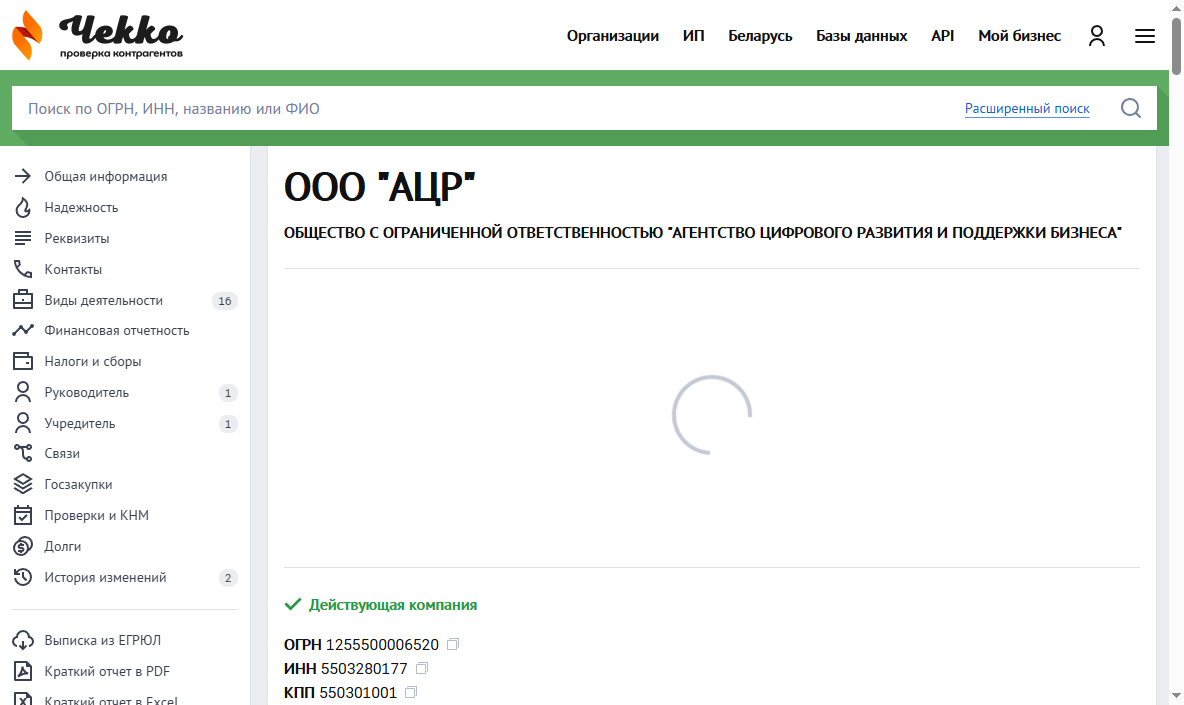 Чекко
проверка контрагентов
Организации ИП Беларусь Базы данных API Мой бизнес
Поиск по ОГРН, ИНН, названию или ФИО Расширенный поиск
Общая информация
Надежность
Реквизиты
Контакты
Виды деятельности 16
Финансовая отчетность
Налоги и сборы
Руководитель 1
Учредитель 1
Связи
Госзакупки
Проверки и КНМ
Долги
История изменений 2
Выписка из ЕГРЮЛ
Краткий отчет в PDF
Краткий отчет в Excel
ООО "АЦР"
ОБЩЕСТВО С ОГРАНИЧЕННОЙ ОТВЕТСТВЕННОСТЬЮ "АГЕНТСТВО ЦИФРОВОГО РАЗВИТИЯ И ПОДДЕРЖКИ БИЗНЕСА"
Действующая компания
ОГРН 1255500006520
ИНН 5503280177
КПП 550301001